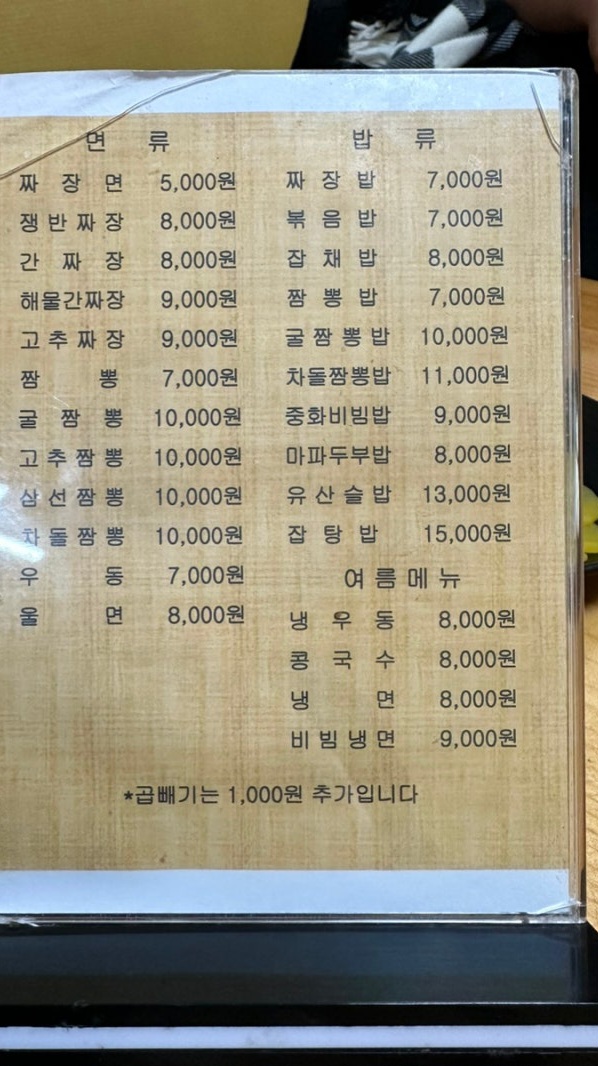 면 류
짜 장 면 5,000원
쟁 반 짜 장 8,000원
간 짜 장 8,000원
해물간짜장 9,000원
고 추 짜 장 9,000원
짬 뽕 7,000원
굴 짬 뽕 10,000원
고 추 짬 뽕 10,000원
삼 선 짬 뽕 10,000원
차 돌 짬 뽕 10,000원
우 동 7,000원
울 면 8,000원
밥 류
짜 장 밥 7,000원
볶 음 밥 7,000원
잡 채 밥 8,000원
짬 뽕 밥 7,000원
굴 짬 뽕 밥 10,000원
차돌짬뽕밥 11,000원
중화비빔밥 9,000원
마파두부밥 8,000원
유 산 슬 밥 13,000원
잡 탕 밥 15,000원
여 름 메 뉴
냉 우 동 8,000원
콩 국 수 8,000원
냉 면 8,000원
비 빔 냉 면 9,000원
*곱빼기는 1,000원 추가입니다